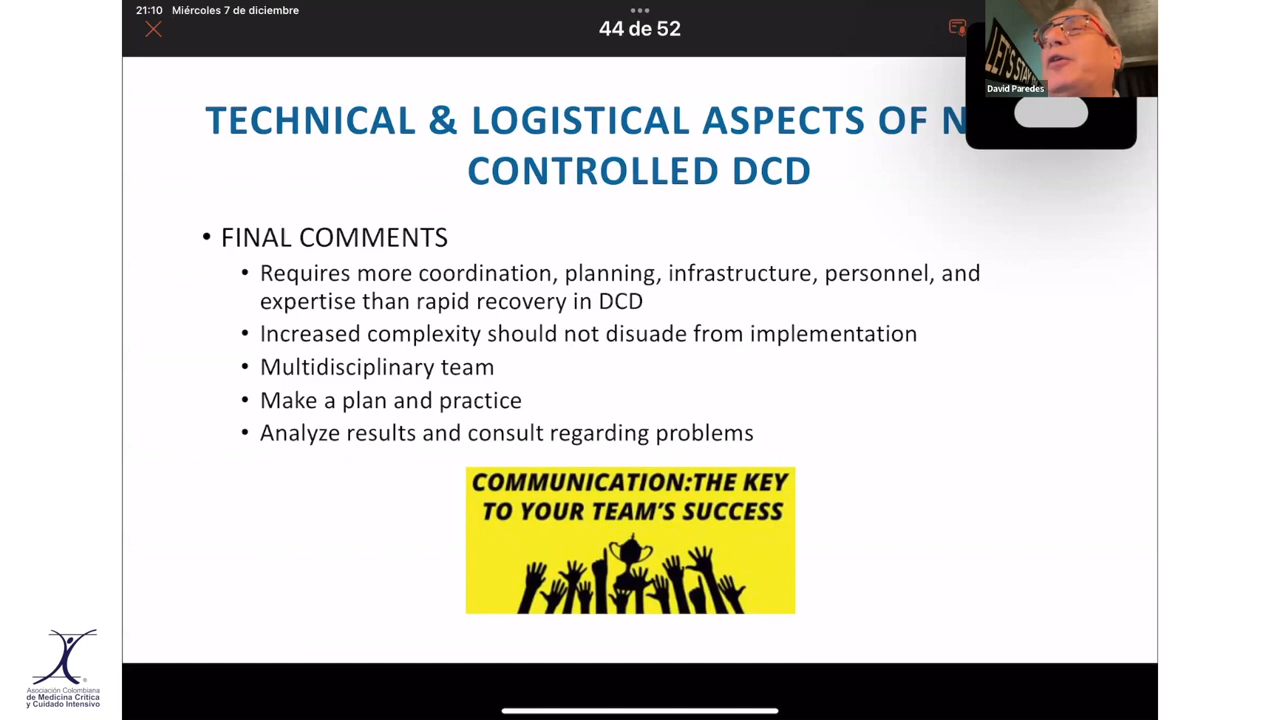 21:10 Miércoles 7 de diciembre
44 de 52
LET'S STAY
David Paredes
TECHNICAL & LOGISTICAL ASPECTS OF N
CONTROLLED DCD
• FINAL COMMENTS
• Requires more coordination, planning, infrastructure, personnel, and
expertise than rapid recovery in DCD
• Increased complexity should not disuade from implementation
• Multidisciplinary team
• Make a plan and practice
• Analyze results and consult regarding problems
COMMUNICATION:THE KEY
TO YOUR TEAM'S SUCCESS
Asociación Colombiana
de Medicina Crítica
y Cuidado Intensivo